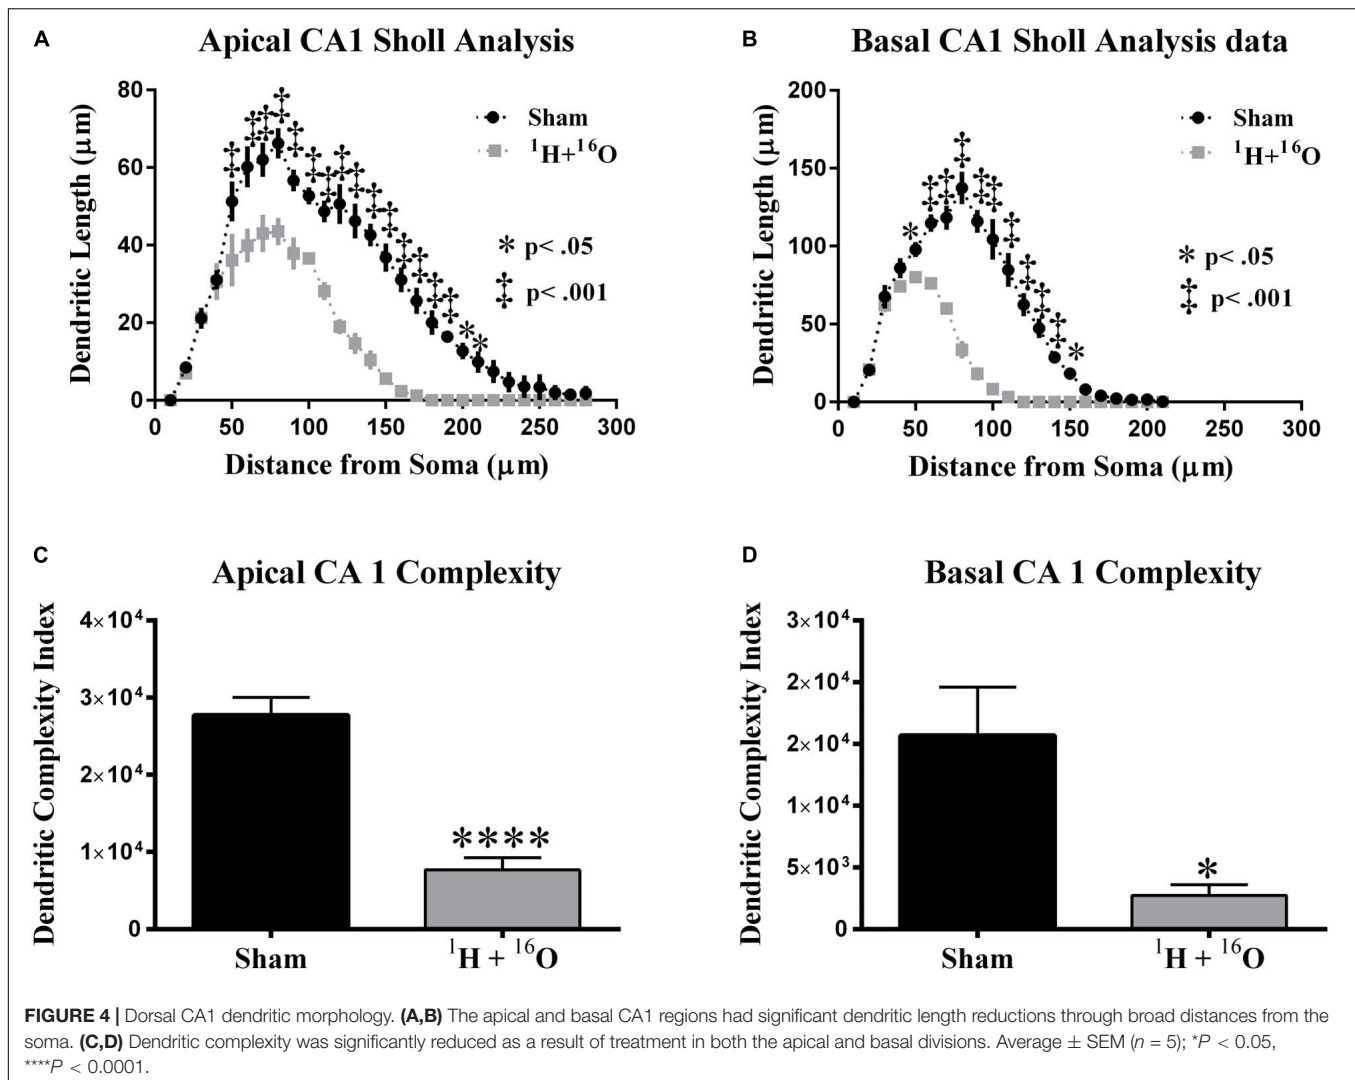 A
Apical CA1 Sholl Analysis
Dendritic Length (μm)
80
60
40
20
0
0 50 100 150 200 250 300
Distance from Soma (μm)
Sham
¹H+¹⁶O
* p< .05
‡ p< .001
B
Basal CA1 Sholl Analysis data
Dendritic Length (μm)
200
150
100
50
0
0 50 100 150 200 250 300
Distance from Soma (μm)
Sham
¹H+¹⁶O
* p< .05
‡ p< .001
C
Apical CA 1 Complexity
Dendritic Complexity Index
4×10⁴
3×10⁴
2×10⁴
1×10⁴
0
****
Sham ¹H + ¹⁶O
D
Basal CA 1 Complexity
Dendritic Complexity Index
3×10⁴
2×10⁴
2×10⁴
1×10⁴
5×10³
0
*
Sham ¹H + ¹⁶O
FIGURE 4 | Dorsal CA1 dendritic morphology. (A,B) The apical and basal CA1 regions had significant dendritic length reductions through broad distances from the
soma. (C,D) Dendritic complexity was significantly reduced as a result of treatment in both the apical and basal divisions. Average ± SEM (n = 5); *P < 0.05,
****P < 0.0001.